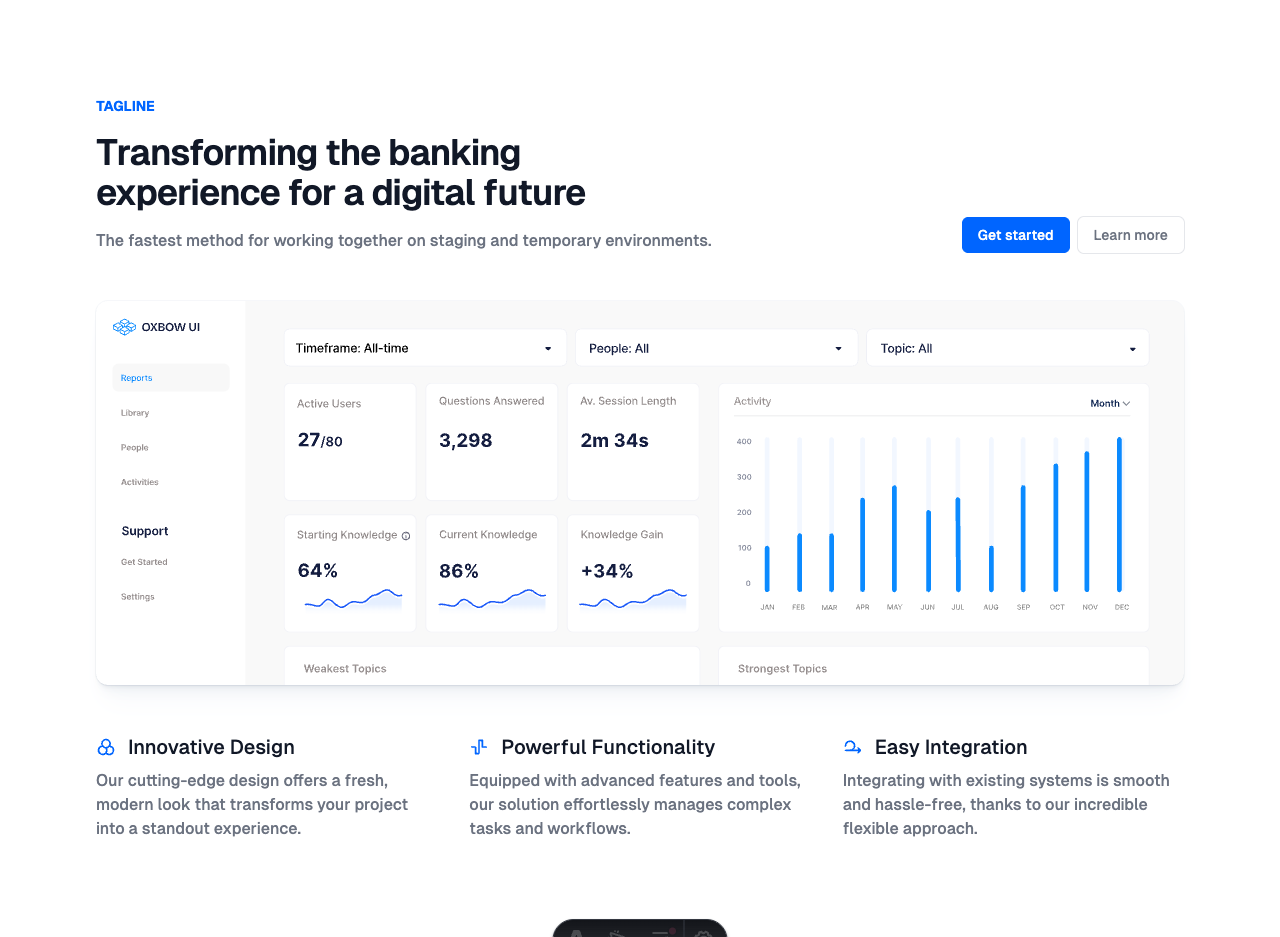 TAGLINE
Transforming the banking
experience for a digital future
The fastest method for working together on staging and temporary environments.
Get started
Learn more
OXBOW UI
Reports
Library
People
Activities
Support
Get Started
Settings
Timeframe: All-time
People: All
Topic: All
Active Users
27/80
Questions Answered
3,298
Av. Session Length
2m 34s
Starting Knowledge
64%
Current Knowledge
86%
Knowledge Gain
+34%
Activity
Month
400
300
200
100
0
JAN FEB MAR APR MAY JUN JUL AUG SEP OCT NOV DEC
Weakest Topics
Strongest Topics
Innovative Design
Our cutting-edge design offers a fresh,
modern look that transforms your project
into a standout experience.
Powerful Functionality
Equipped with advanced features and tools,
our solution effortlessly manages complex
tasks and workflows.
Easy Integration
Integrating with existing systems is smooth
and hassle-free, thanks to our incredible
flexible approach.